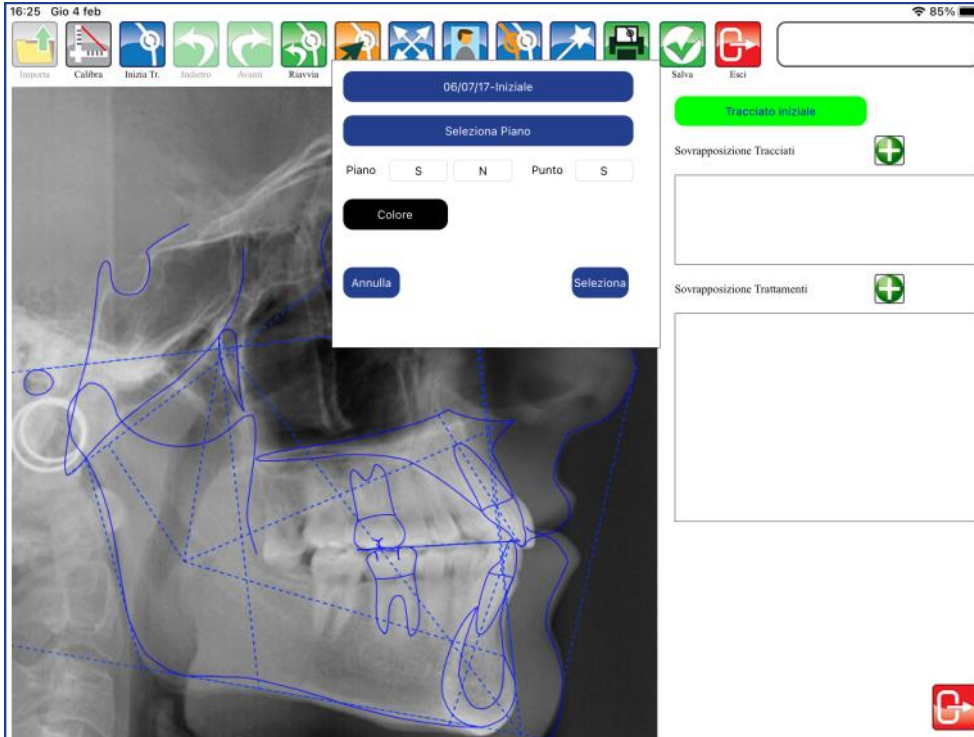 16:25 Gio 4 feb
85%
Importa
Calibra
Inizia Tr.
Indietro
Avanti
Riavvia
Salva
Esci
06/07/17-Iniziale
Seleziona Piano
Piano S N Punto S
Colore
Annulla
Seleziona
Tracciato iniziale
Sovrapposizione Tracciati
Sovrapposizione Trattamenti